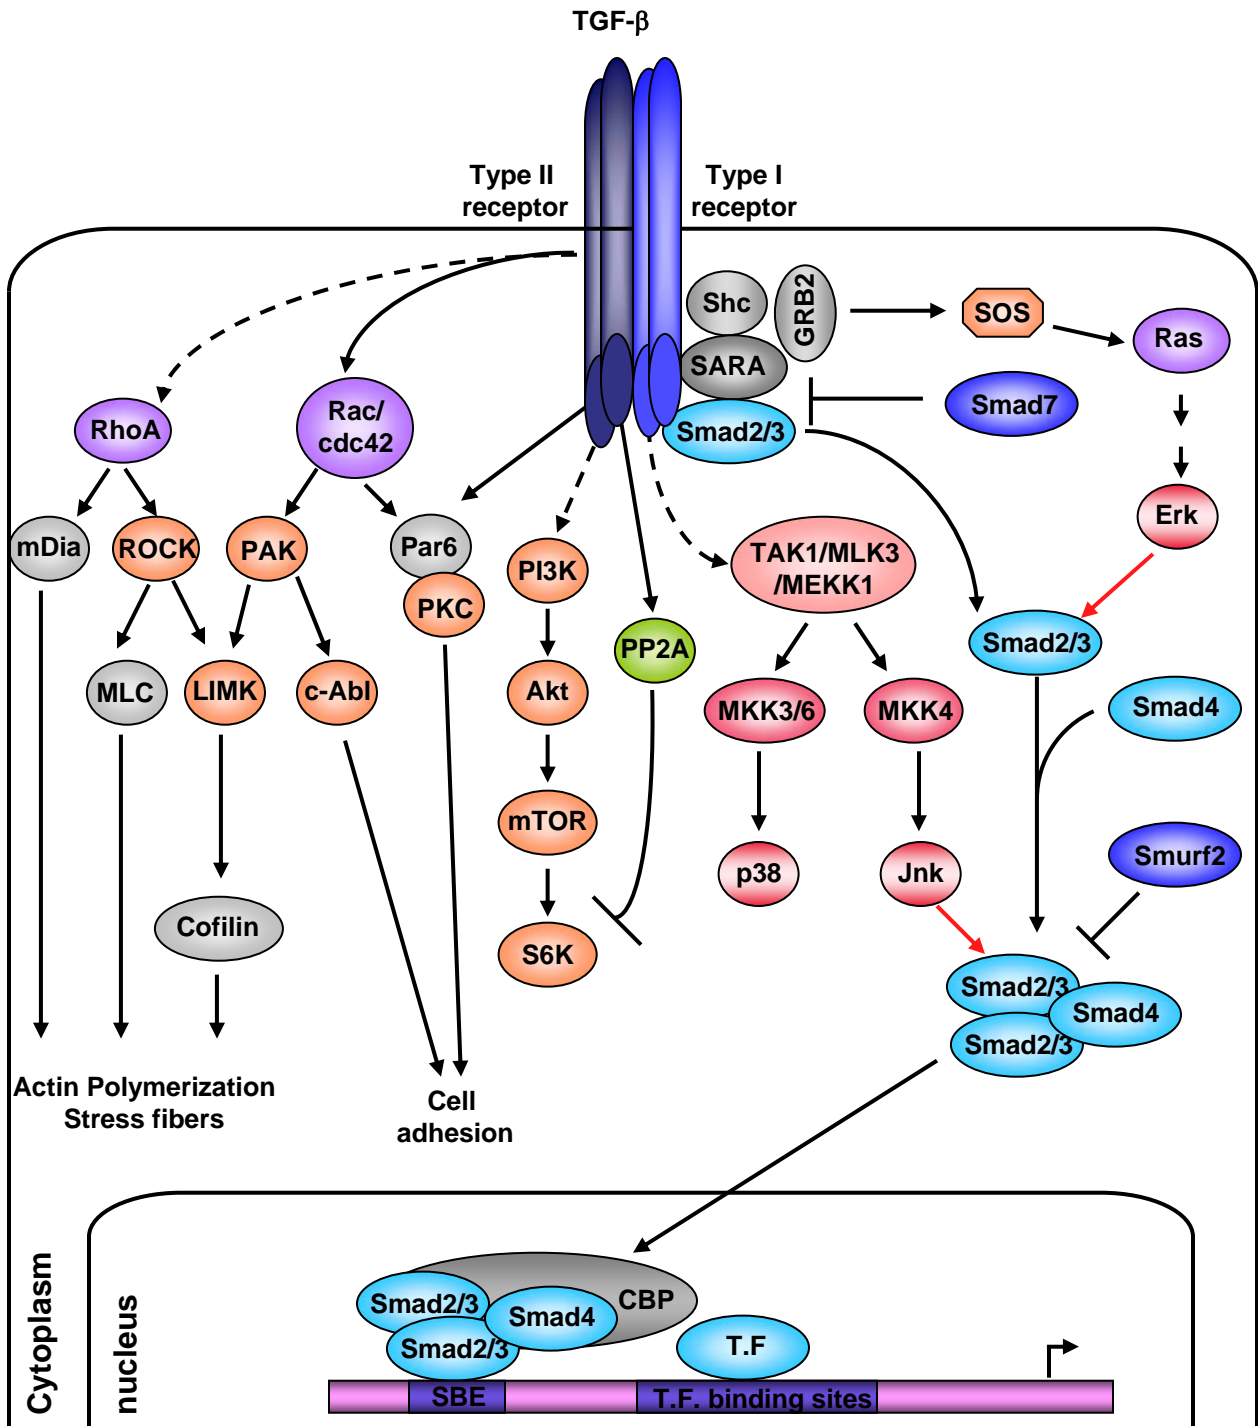 TGF-β
Type II
receptor
Type I
receptor
Shc
GRB2
SOS
Ras
SARA
Smad7
Smad2/3
RhoA
Rac/
cdc42
mDia
ROCK
PAK
Par6
PKC
PI3K
TAK1/MLK3
/MEKK1
Erk
PP2A
Smad2/3
MLC
LIMK
c-Abl
Akt
MKK3/6
MKK4
Smad4
mTOR
p38
Jnk
Smurf2
Cofilin
S6K
Smad2/3
Smad4
Smad2/3
Actin Polymerization
Stress fibers
Cell
adhesion
Cytoplasm
nucleus
Smad2/3
Smad4
CBP
Smad2/3
T.F
SBE
T.F. binding sites